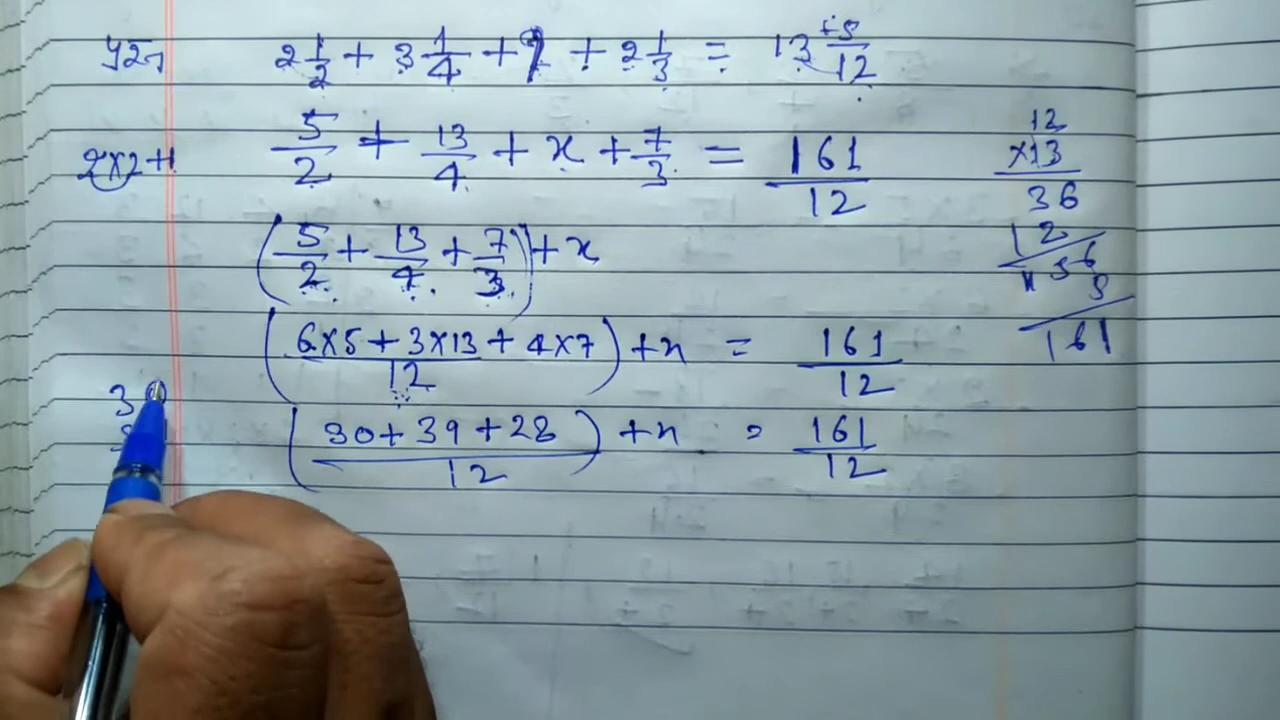 2 1/2 + 3 1/4 + ? + 2 1/3 = 13 5/12
5/2 + 13/4 + x + 7/3 = 161/12
2×2+1
12
×13
36
12
156
5
161
(5/2 + 13/4 + 7/3) + x
((6×5 + 3×13 + 4×7)/12) + x = 161/12
((30 + 39 + 28)/12) + x = 161/12
3